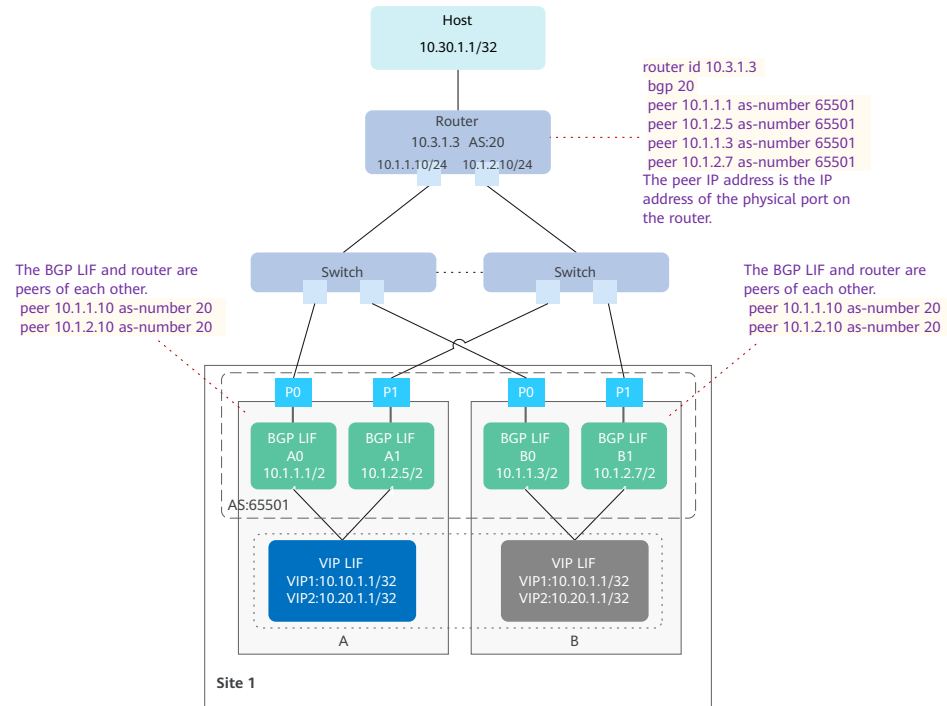 Host
10.30.1.1/32
router id 10.3.1.3
bgp 20
peer 10.1.1.1 as-number 65501
peer 10.1.2.5 as-number 65501
peer 10.1.1.3 as-number 65501
peer 10.1.2.7 as-number 65501
The peer IP address is the IP
address of the physical port on
the router.
Router
10.3.1.3 AS:20
10.1.1.10/24 10.1.2.10/24
The BGP LIF and router are
peers of each other.
peer 10.1.1.10 as-number 20
peer 10.1.2.10 as-number 20
Switch
Switch
The BGP LIF and router are
peers of each other.
peer 10.1.1.10 as-number 20
peer 10.1.2.10 as-number 20
P0
P1
P0
P1
BGP LIF
A0
10.1.1.1/2
BGP LIF
A1
10.1.2.5/2
BGP LIF
B0
10.1.1.3/2
BGP LIF
B1
10.1.2.7/2
AS:65501
VIP LIF
VIP1:10.10.1.1/32
VIP2:10.20.1.1/32
VIP LIF
VIP1:10.10.1.1/32
VIP2:10.20.1.1/32
A
B
Site 1